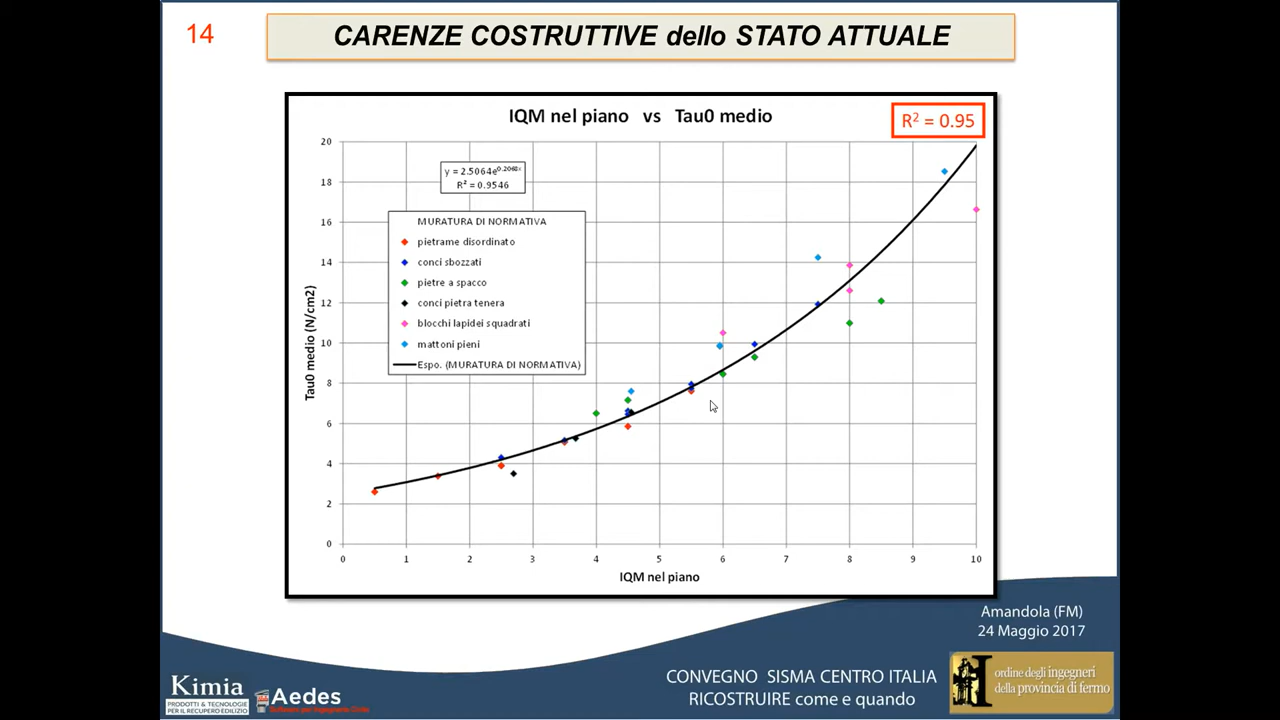 14
CARENZE COSTRUTTIVE dello STATO ATTUALE
IQM nel piano vs Tau0 medio
R² = 0.95
y = 2.5064e^0.2068x
R² = 0.9546
MURATURA DI NORMATIVA
pietrame disordinato
conci sbozzati
pietre a spacco
conci pietra tenera
blocchi lapidei squadrati
mattoni pieni
Espo. (MURATURA DI NORMATIVA)
Tau0 medio (N/cm2)
20
18
16
14
12
10
8
6
4
2
0
0 1 2 3 4 5 6 7 8 9 10
IQM nel piano
Amandola (FM)
24 Maggio 2017
CONVEGNO SISMA CENTRO ITALIA
RICOSTRUIRE come e quando
ordine degli ingegneri
della provincia di fermo
Kimia
PRODOTTI & TECNOLOGIE
PER IL RECUPERO EDILIZIO
Aedes